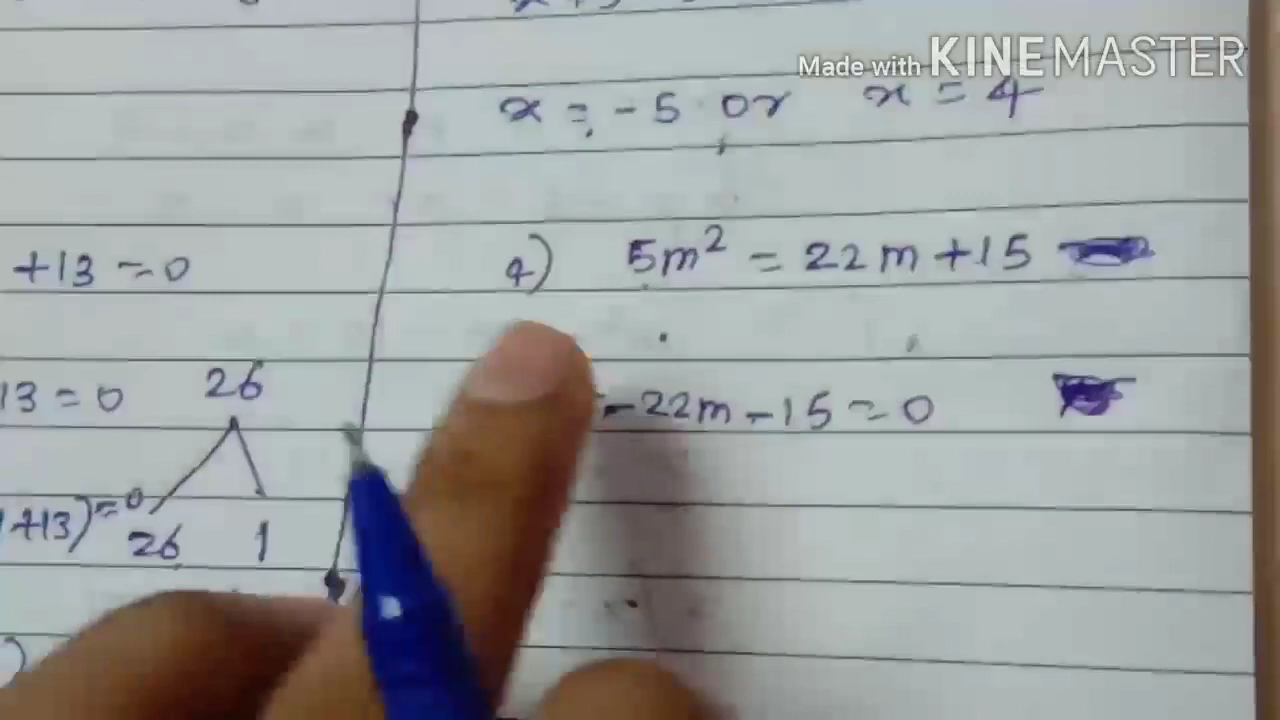 Made with KINEMASTER
x = -5 or x = 4
+13 = 0
4) 5m² = 22m + 15
13 = 0
26
-22m - 15 = 0
+13) = 0
26 1